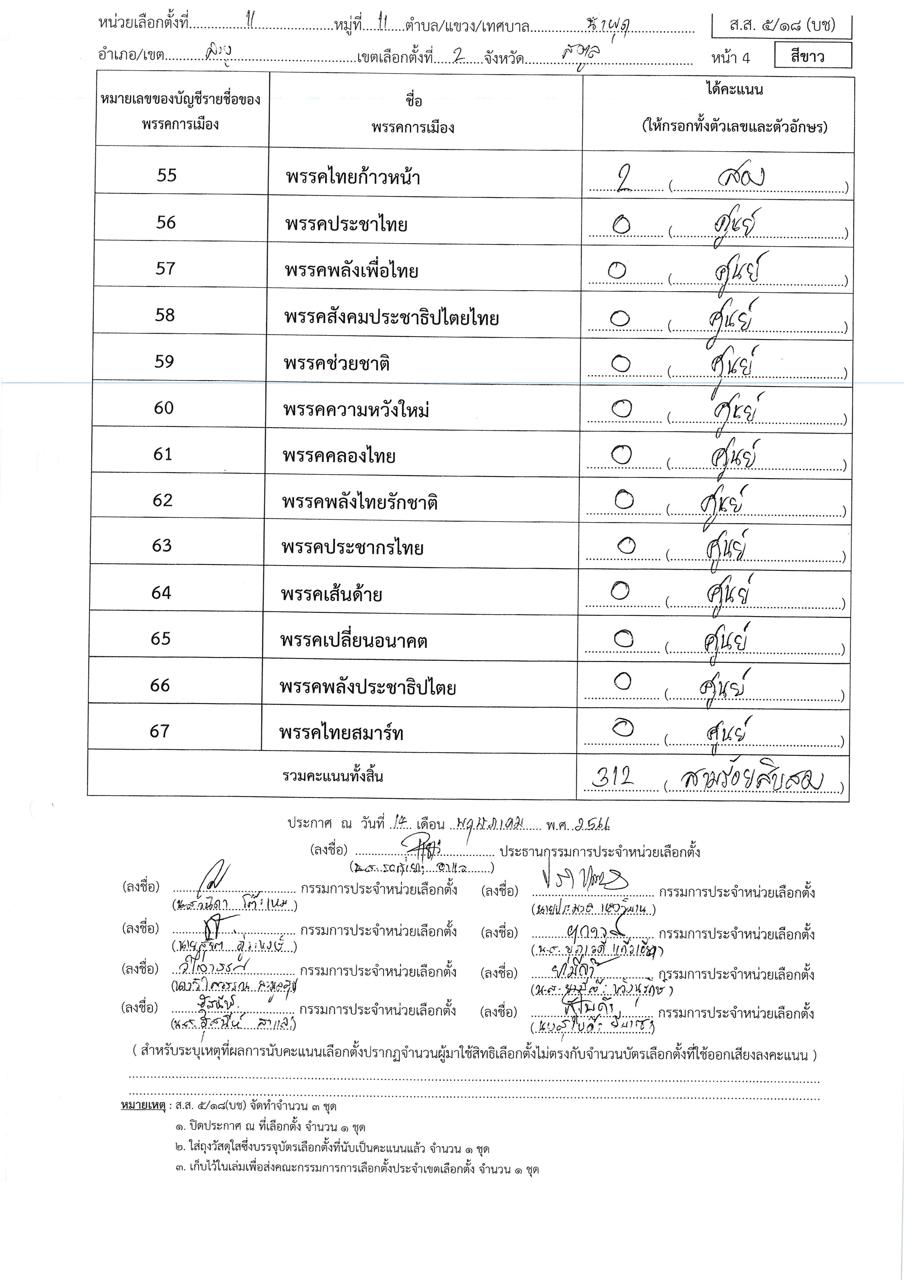 หน่วยเลือกตั้งที่ 11 หมู่ที่ 11 ตำบล/แขวง/เทศบาล น้ำผุด ส.ส. ๕/๑๘ (บช)
อำเภอ/เขต ละงู เขตเลือกตั้งที่ 2 จังหวัด สตูล หน้า 4 สีขาว
หมายเลขของบัญชีรายชื่อของ ชื่อ ได้คะแนน
พรรคการเมือง พรรคการเมือง (ให้กรอกทั้งตัวเลขและตัวอักษร)
55 พรรคไทยก้าวหน้า 2 (สอง)
56 พรรคประชาไทย 0 (ศูนย์)
57 พรรคพลังเพื่อไทย 0 (ศูนย์)
58 พรรคสังคมประชาธิปไตยไทย 0 (ศูนย์)
59 พรรคช่วยชาติ 0 (ศูนย์)
60 พรรคความหวังใหม่ 0 (ศูนย์)
61 พรรคคลองไทย 0 (ศูนย์)
62 พรรคพลังไทยรักชาติ 0 (ศูนย์)
63 พรรคประชากรไทย 0 (ศูนย์)
64 พรรคเส้นด้าย 0 (ศูนย์)
65 พรรคเปลี่ยนอนาคต 0 (ศูนย์)
66 พรรคพลังประชาธิปไตย 0 (ศูนย์)
67 พรรคไทยสมาร์ท 0 (ศูนย์)
รวมคะแนนทั้งสิ้น 312 (สามร้อยสิบสอง)
ประกาศ ณ วันที่ 14 เดือน พฤษภาคม พ.ศ. 2566
(ลงชื่อ) ประธานกรรมการประจำหน่วยเลือกตั้ง
(ลงชื่อ) กรรมการประจำหน่วยเลือกตั้ง (ลงชื่อ) กรรมการประจำหน่วยเลือกตั้ง
(ลงชื่อ) กรรมการประจำหน่วยเลือกตั้ง (ลงชื่อ) กรรมการประจำหน่วยเลือกตั้ง
(ลงชื่อ) กรรมการประจำหน่วยเลือกตั้ง (ลงชื่อ) กรรมการประจำหน่วยเลือกตั้ง
(ลงชื่อ) กรรมการประจำหน่วยเลือกตั้ง (ลงชื่อ) กรรมการประจำหน่วยเลือกตั้ง
( สำหรับระบุเหตุที่ผลการนับคะแนนเลือกตั้งปรากฏจำนวนผู้มาใช้สิทธิเลือกตั้งไม่ตรงกับจำนวนบัตรเลือกตั้งที่ใช้ออกเสียงลงคะแนน )
หมายเหตุ : ส.ส. ๕/๑๘(บช) จัดทำจำนวน ๓ ชุด
๑. ปิดประกาศ ณ ที่เลือกตั้ง จำนวน ๑ ชุด
๒. ใส่ถุงวัสดุใสซึ่งบรรจุบัตรเลือกตั้งที่นับเป็นคะแนนแล้ว จำนวน ๑ ชุด
๓. เก็บไว้ในเล่มเพื่อส่งคณะกรรมการการเลือกตั้งประจำเขตเลือกตั้ง จำนวน ๑ ชุด